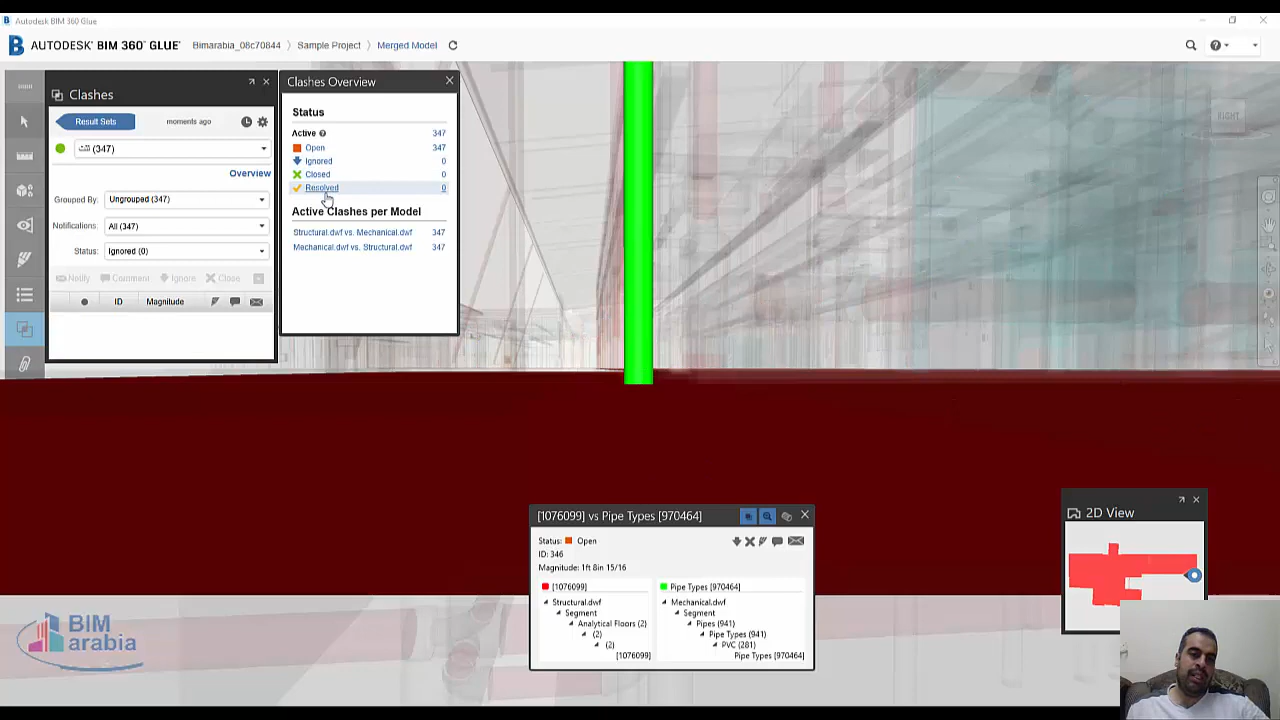 Autodesk BIM 360 Glue
AUTODESK® BIM 360® GLUE®
Bimarabia_08c70844
Sample Project
Merged Model
Clashes
Result Sets
moments ago
(347)
Overview
Grouped By:
Ungrouped (347)
Notifications:
All (347)
Status:
Ignored (0)
Notify
Comment
Ignore
Close
ID
Magnitude
Clashes Overview
Status
Active
347
Open
347
Ignored
0
Closed
0
Resolved
0
Active Clashes per Model
Structural.dwf vs. Mechanical.dwf
347
Mechanical.dwf vs. Structural.dwf
347
RIGHT
[1076099] vs Pipe Types [970464]
Status:
Open
ID: 346
Magnitude: 1ft 8in 15/16
[1076099]
Structural.dwf
Segment
Analytical Floors (2)
(2)
(2)
[1076099]
Pipe Types [970464]
Mechanical.dwf
Segment
Pipes (941)
Pipe Types (941)
PVC (281)
Pipe Types [970464]
2D View
BIM
arabia